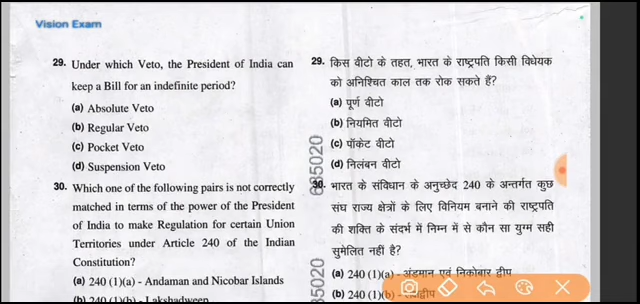 Vision Exam
29. Under which Veto, the President of India can
keep a Bill for an indefinite period?
(a) Absolute Veto
(b) Regular Veto
(c) Pocket Veto
(d) Suspension Veto
30. Which one of the following pairs is not correctly
matched in terms of the power of the President
of India to make Regulation for certain Union
Territories under Article 240 of the Indian
Constitution?
(a) 240 (1)(a) - Andaman and Nicobar Islands
(b) 240 (1)(b) - Lakshadweep
29. किस वीटो के तहत, भारत के राष्ट्रपति किसी विधेयक
को अनिश्चित काल तक रोक सकते हैं?
(a) पूर्ण वीटो
(b) नियमित वीटो
(c) पॉकेट वीटो
(d) निलंबन वीटो
30. भारत के संविधान के अनुच्छेद 240 के अन्तर्गत कुछ
संघ राज्य क्षेत्रों के लिए विनियम बनाने की राष्ट्रपति
की शक्ति के संदर्भ में निम्न में से कौन सा युग्म सही
सुमेलित नहीं है?
(a) 240 (1)(a) - अंडमान एवं निकोबार द्वीप
(b) 240 (1)(b)
685020
85020